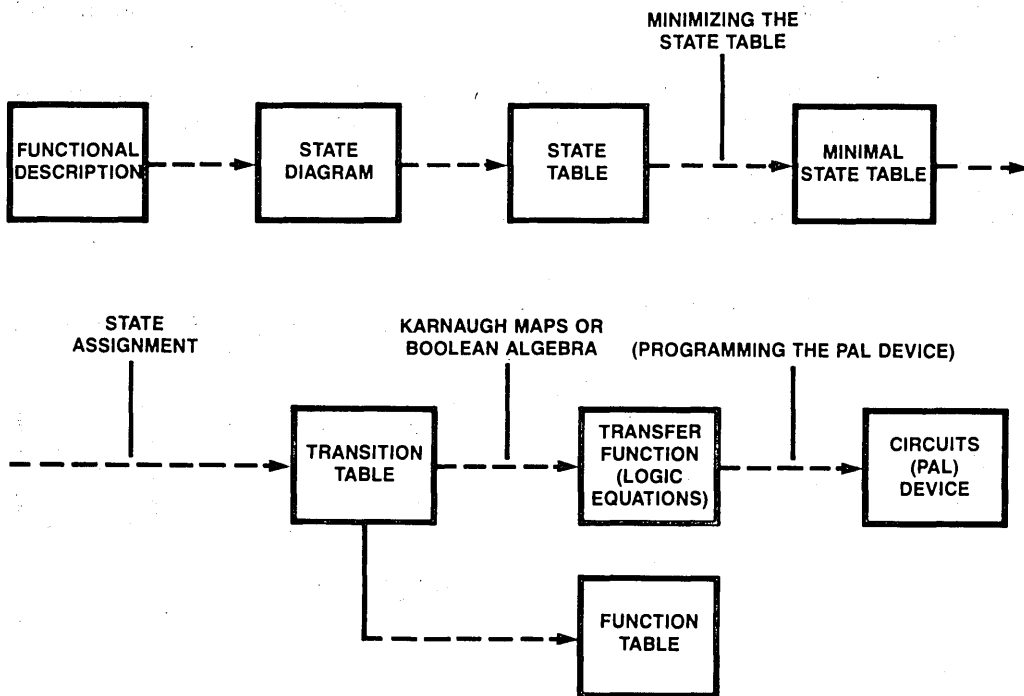 MINIMIZING THE
STATE TABLE
FUNCTIONAL
DESCRIPTION
STATE
DIAGRAM
STATE
TABLE
MINIMAL
STATE TABLE
STATE
ASSIGNMENT
KARNAUGH MAPS OR
BOOLEAN ALGEBRA
(PROGRAMMING THE PAL DEVICE)
TRANSITION
TABLE
TRANSFER
FUNCTION
(LOGIC
EQUATIONS)
CIRCUITS
(PAL)
DEVICE
FUNCTION
TABLE